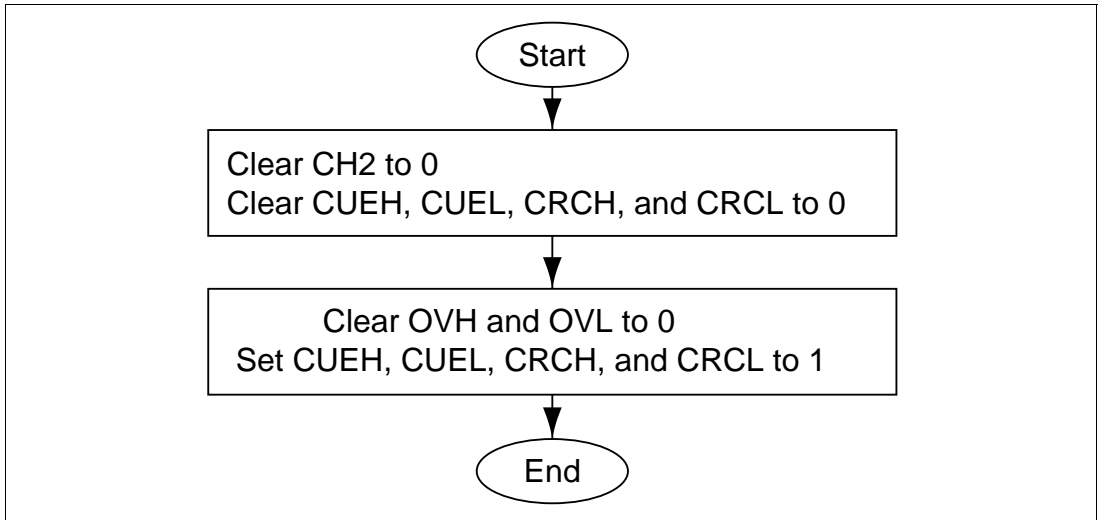 Start
Clear CH2 to 0
Clear CUEH, CUEL, CRCH, and CRCL to 0
Clear OVH and OVL to 0
Set CUEH, CUEL, CRCH, and CRCL to 1
End